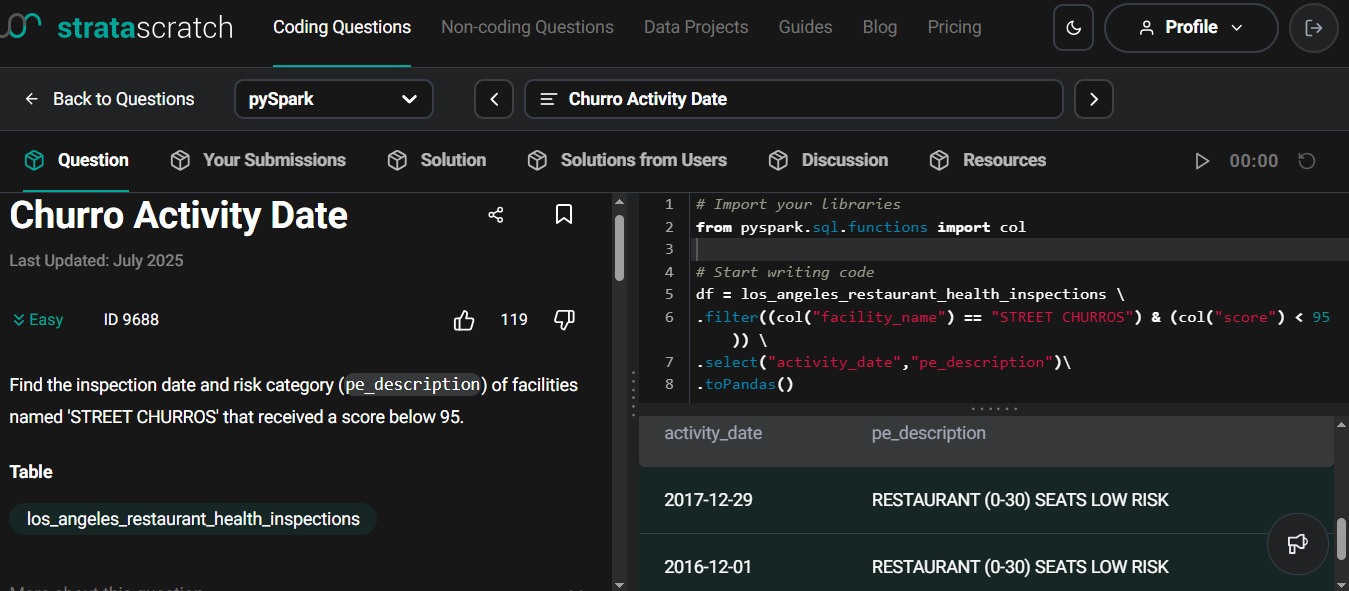 stratascratch Coding Questions Non-coding Questions Data Projects Guides Blog Pricing Profile
Back to Questions pySpark Churro Activity Date
Question Your Submissions Solution Solutions from Users Discussion Resources 00:00
Churro Activity Date
Last Updated: July 2025
Easy ID 9688 119
Find the inspection date and risk category (pe_description) of facilities
named 'STREET CHURROS' that received a score below 95.
Table
los_angeles_restaurant_health_inspections
More about this question
1 # Import your libraries
2 from pyspark.sql.functions import col
3
4 # Start writing code
5 df = los_angeles_restaurant_health_inspections \
6 .filter((col("facility_name") == "STREET CHURROS") & (col("score") < 95
)) \
7 .select("activity_date","pe_description")\
8 .toPandas()
activity_date pe_description
2017-12-29 RESTAURANT (0-30) SEATS LOW RISK
2016-12-01 RESTAURANT (0-30) SEATS LOW RISK